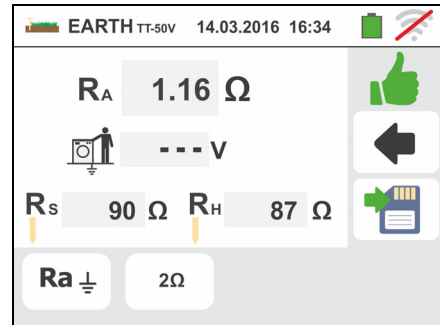 EARTH TT-50V 14.03.2016 16:34
RA 1.16 Ω
- - - V
RS 90 Ω RH 87 Ω
Ra 2Ω